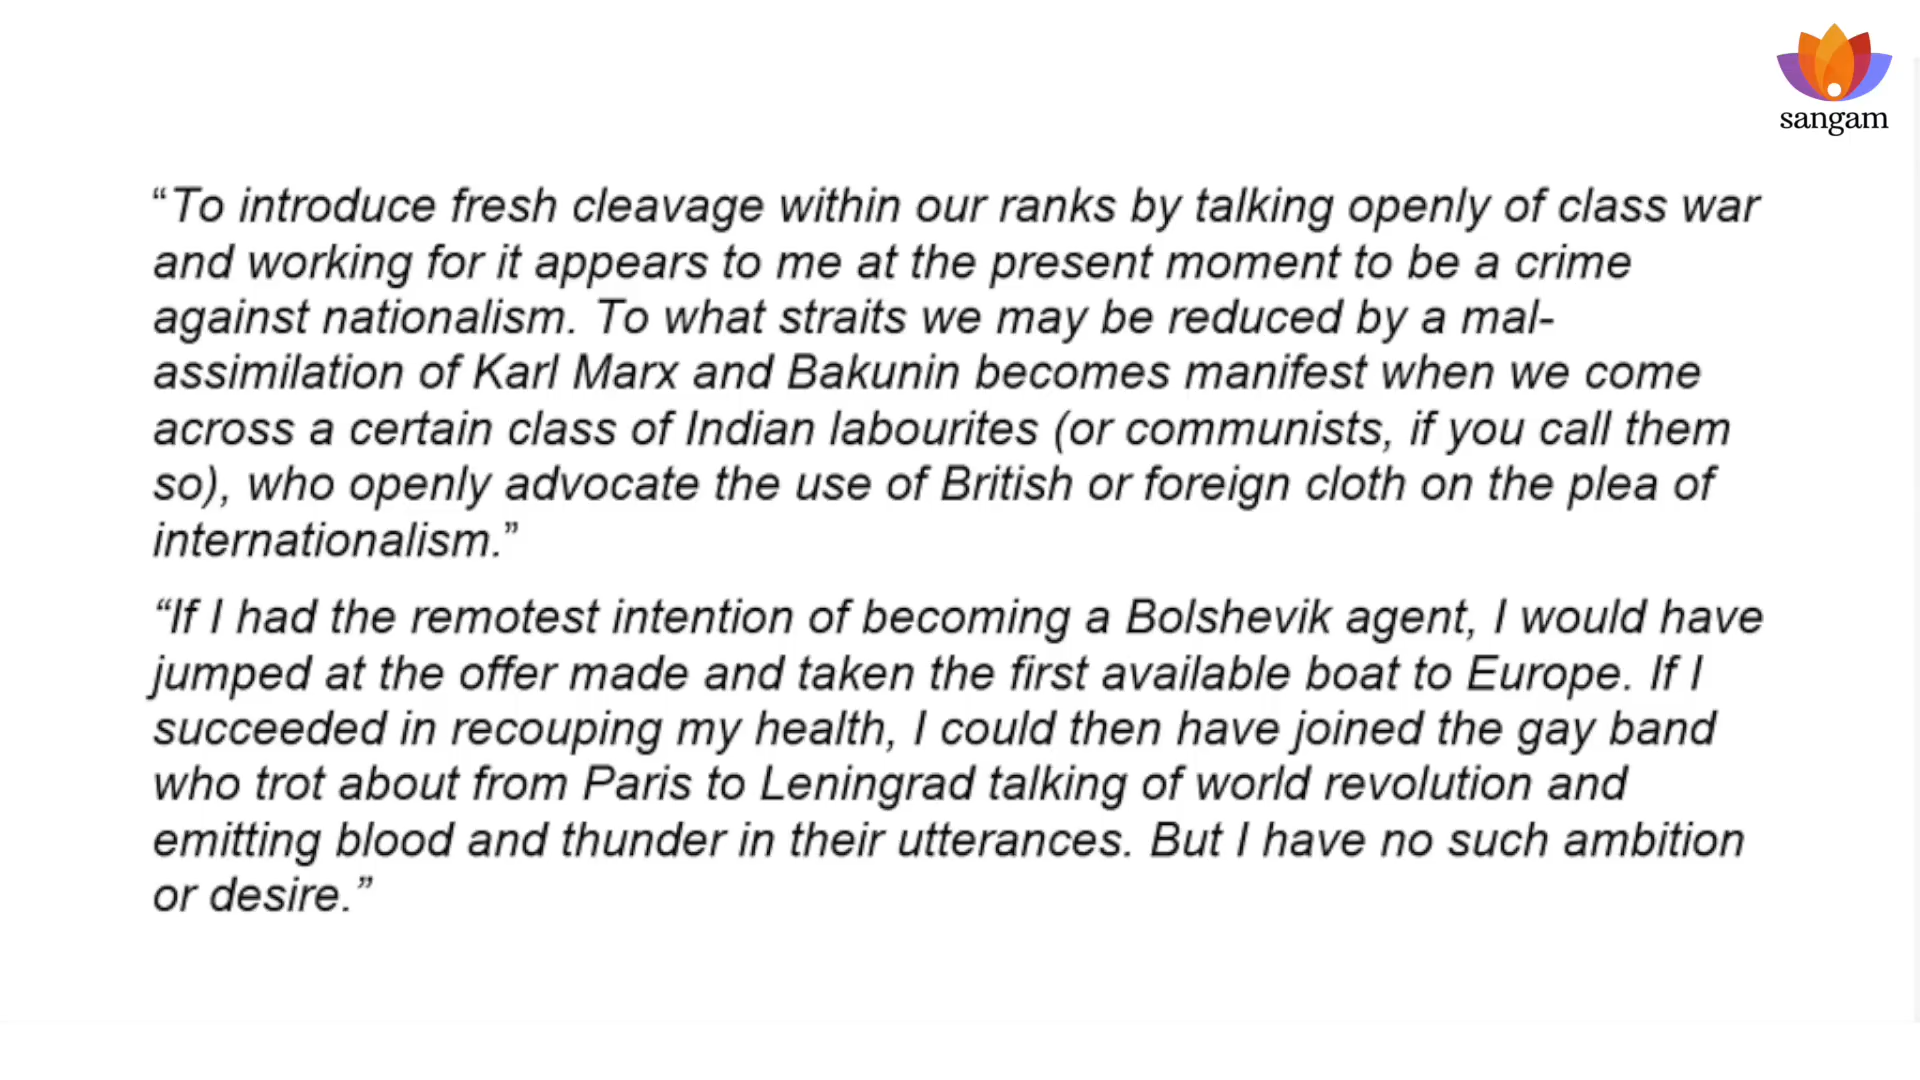 sangam
“To introduce fresh cleavage within our ranks by talking openly of class war
and working for it appears to me at the present moment to be a crime
against nationalism. To what straits we may be reduced by a mal-
assimilation of Karl Marx and Bakunin becomes manifest when we come
across a certain class of Indian labourites (or communists, if you call them
so), who openly advocate the use of British or foreign cloth on the plea of
internationalism.”
“If I had the remotest intention of becoming a Bolshevik agent, I would have
jumped at the offer made and taken the first available boat to Europe. If I
succeeded in recouping my health, I could then have joined the gay band
who trot about from Paris to Leningrad talking of world revolution and
emitting blood and thunder in their utterances. But I have no such ambition
or desire.”